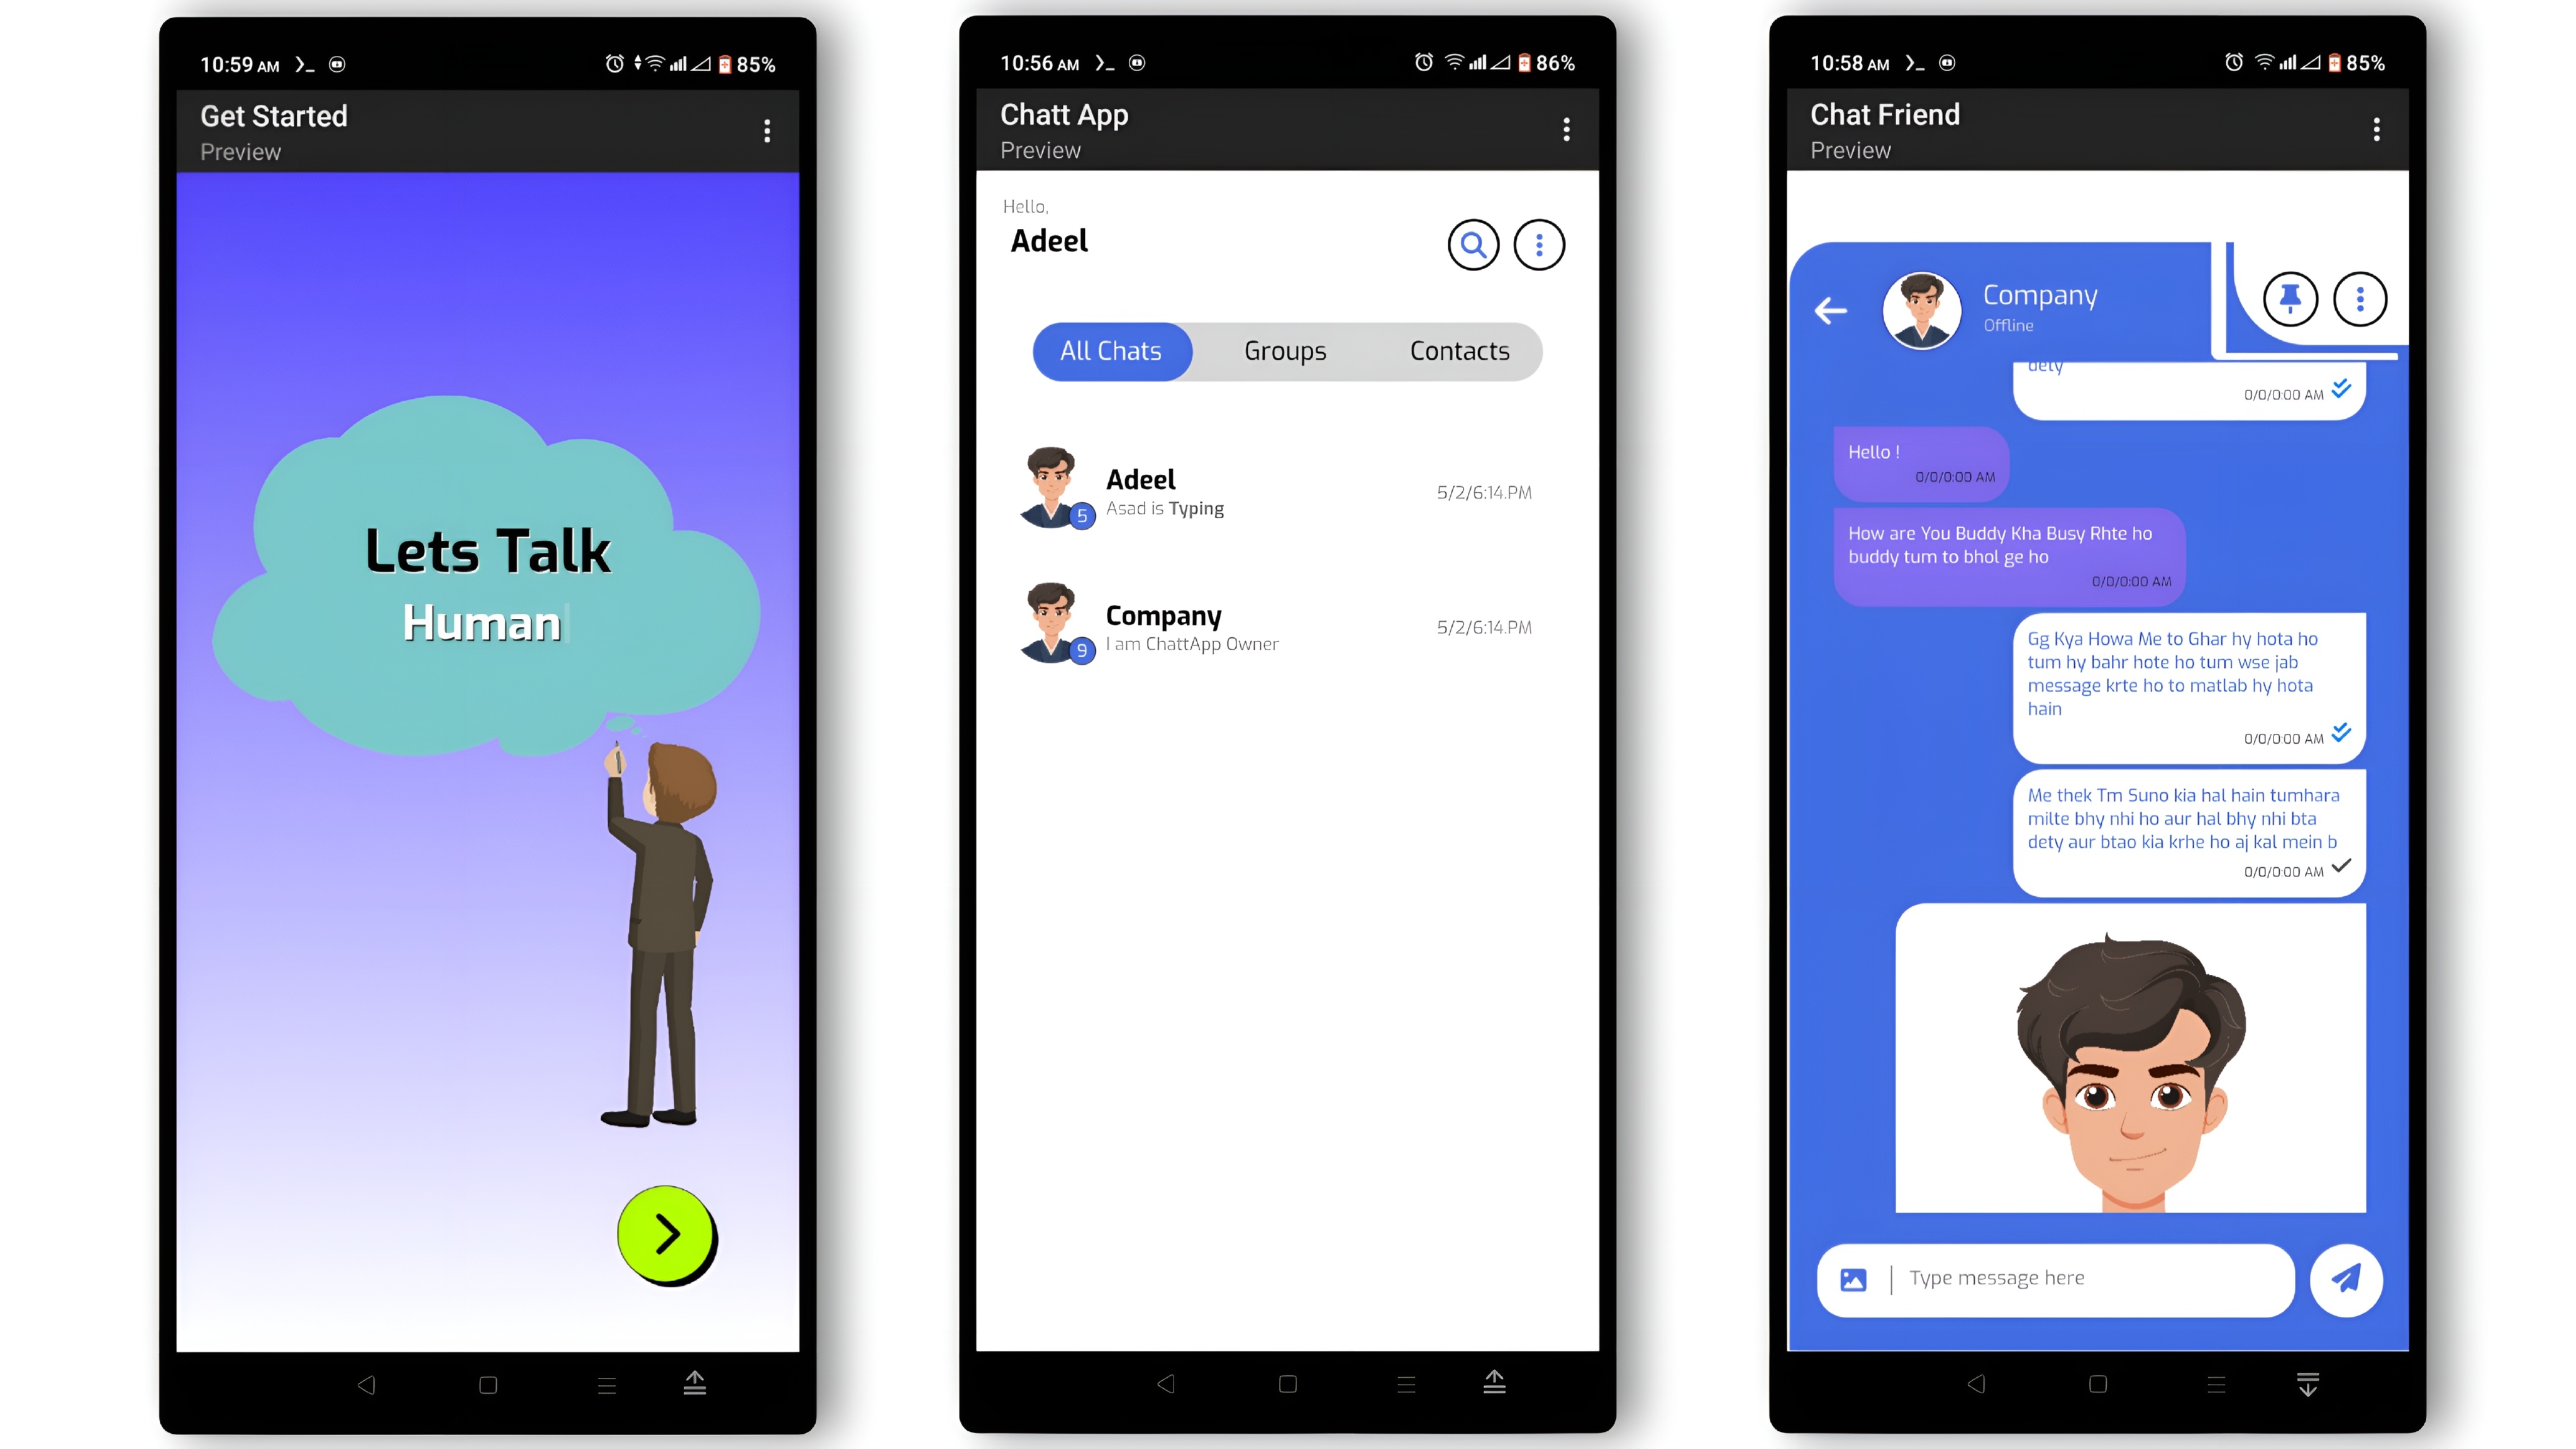 10:59 AM
85%
Get Started
Preview
Lets Talk
Human
10:56 AM
86%
Chatt App
Preview
Hello,
Adeel
All Chats
Groups
Contacts
Adeel
5/2/6:14.PM
Asad is Typing
5
Company
5/2/6:14.PM
I am ChattApp Owner
9
10:58 AM
85%
Chat Friend
Preview
Company
Offline
dety
0/0/0:00 AM
Hello !
0/0/0:00 AM
How are You Buddy Kha Busy Rhte ho
buddy tum to bhol ge ho
0/0/0:00 AM
Gg Kya Howa Me to Ghar hy hota ho
tum hy bahr hote ho tum wse jab
message krte ho to matlab hy hota
hain
0/0/0:00 AM
Me thek Tm Suno kia hal hain tumhara
milte bhy nhi ho aur hal bhy nhi bta
dety aur btao kia krhe ho aj kal mein b
0/0/0:00 AM
Type message here